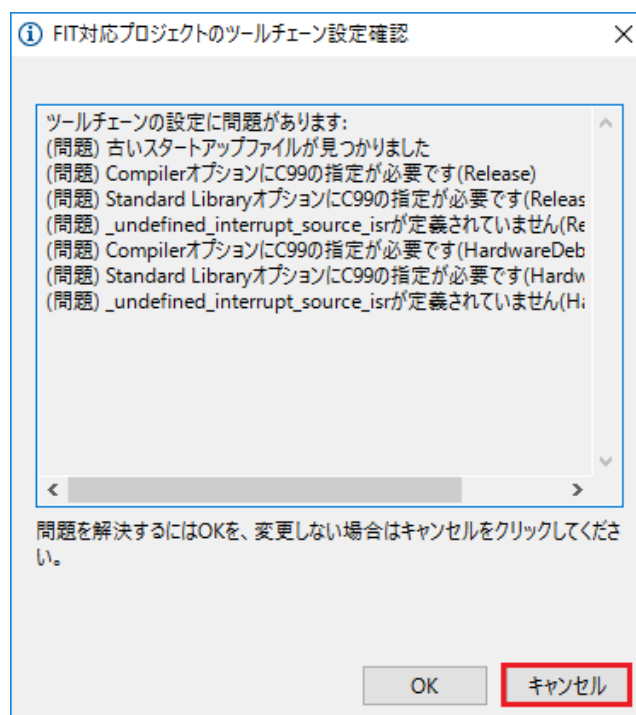 FIT対応プロジェクトのツールチェーン設定確認
ツールチェーンの設定に問題があります:
(問題) 古いスタートアップファイルが見つかりました
(問題) CompilerオプションにC99の指定が必要です(Release)
(問題) Standard LibraryオプションにC99の指定が必要です(Releas
(問題) _undefined_interrupt_source_isrが定義されていません(Re
(問題) CompilerオプションにC99の指定が必要です(HardwareDeb
(問題) Standard LibraryオプションにC99の指定が必要です(Hardw
(問題) _undefined_interrupt_source_isrが定義されていません(Ha
問題を解決するにはOKを、変更しない場合はキャンセルをクリックしてくださ
い。
OK
キャンセル